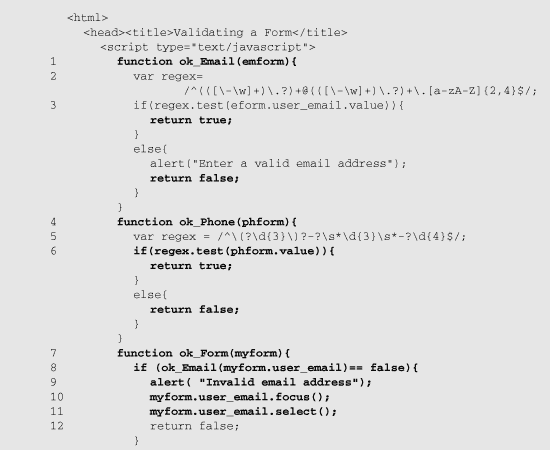 <html>
<head><title>Validating a Form</title>
<script type="text/javascript">
1 function ok_Email(emform){
2 var regex=
/^(([\-\w]+)\.?)+@(([\-\w]+)\.?)+\.[a-zA-Z]{2,4}$/;
3 if(regex.test(eform.user_email.value)){
return true;
}
else{
alert("Enter a valid email address");
return false;
}
}
4 function ok_Phone(phform){
5 var regex = /^\(?\d{3}\)?-?\s*\d{3}\s*-?\d{4}$/;
6 if(regex.test(phform.value)){
return true;
}
else{
return false;
}
}
7 function ok_Form(myform){
8 if (ok_Email(myform.user_email)== false){
9 alert( "Invalid email address");
10 myform.user_email.focus();
11 myform.user_email.select();
12 return false;
}